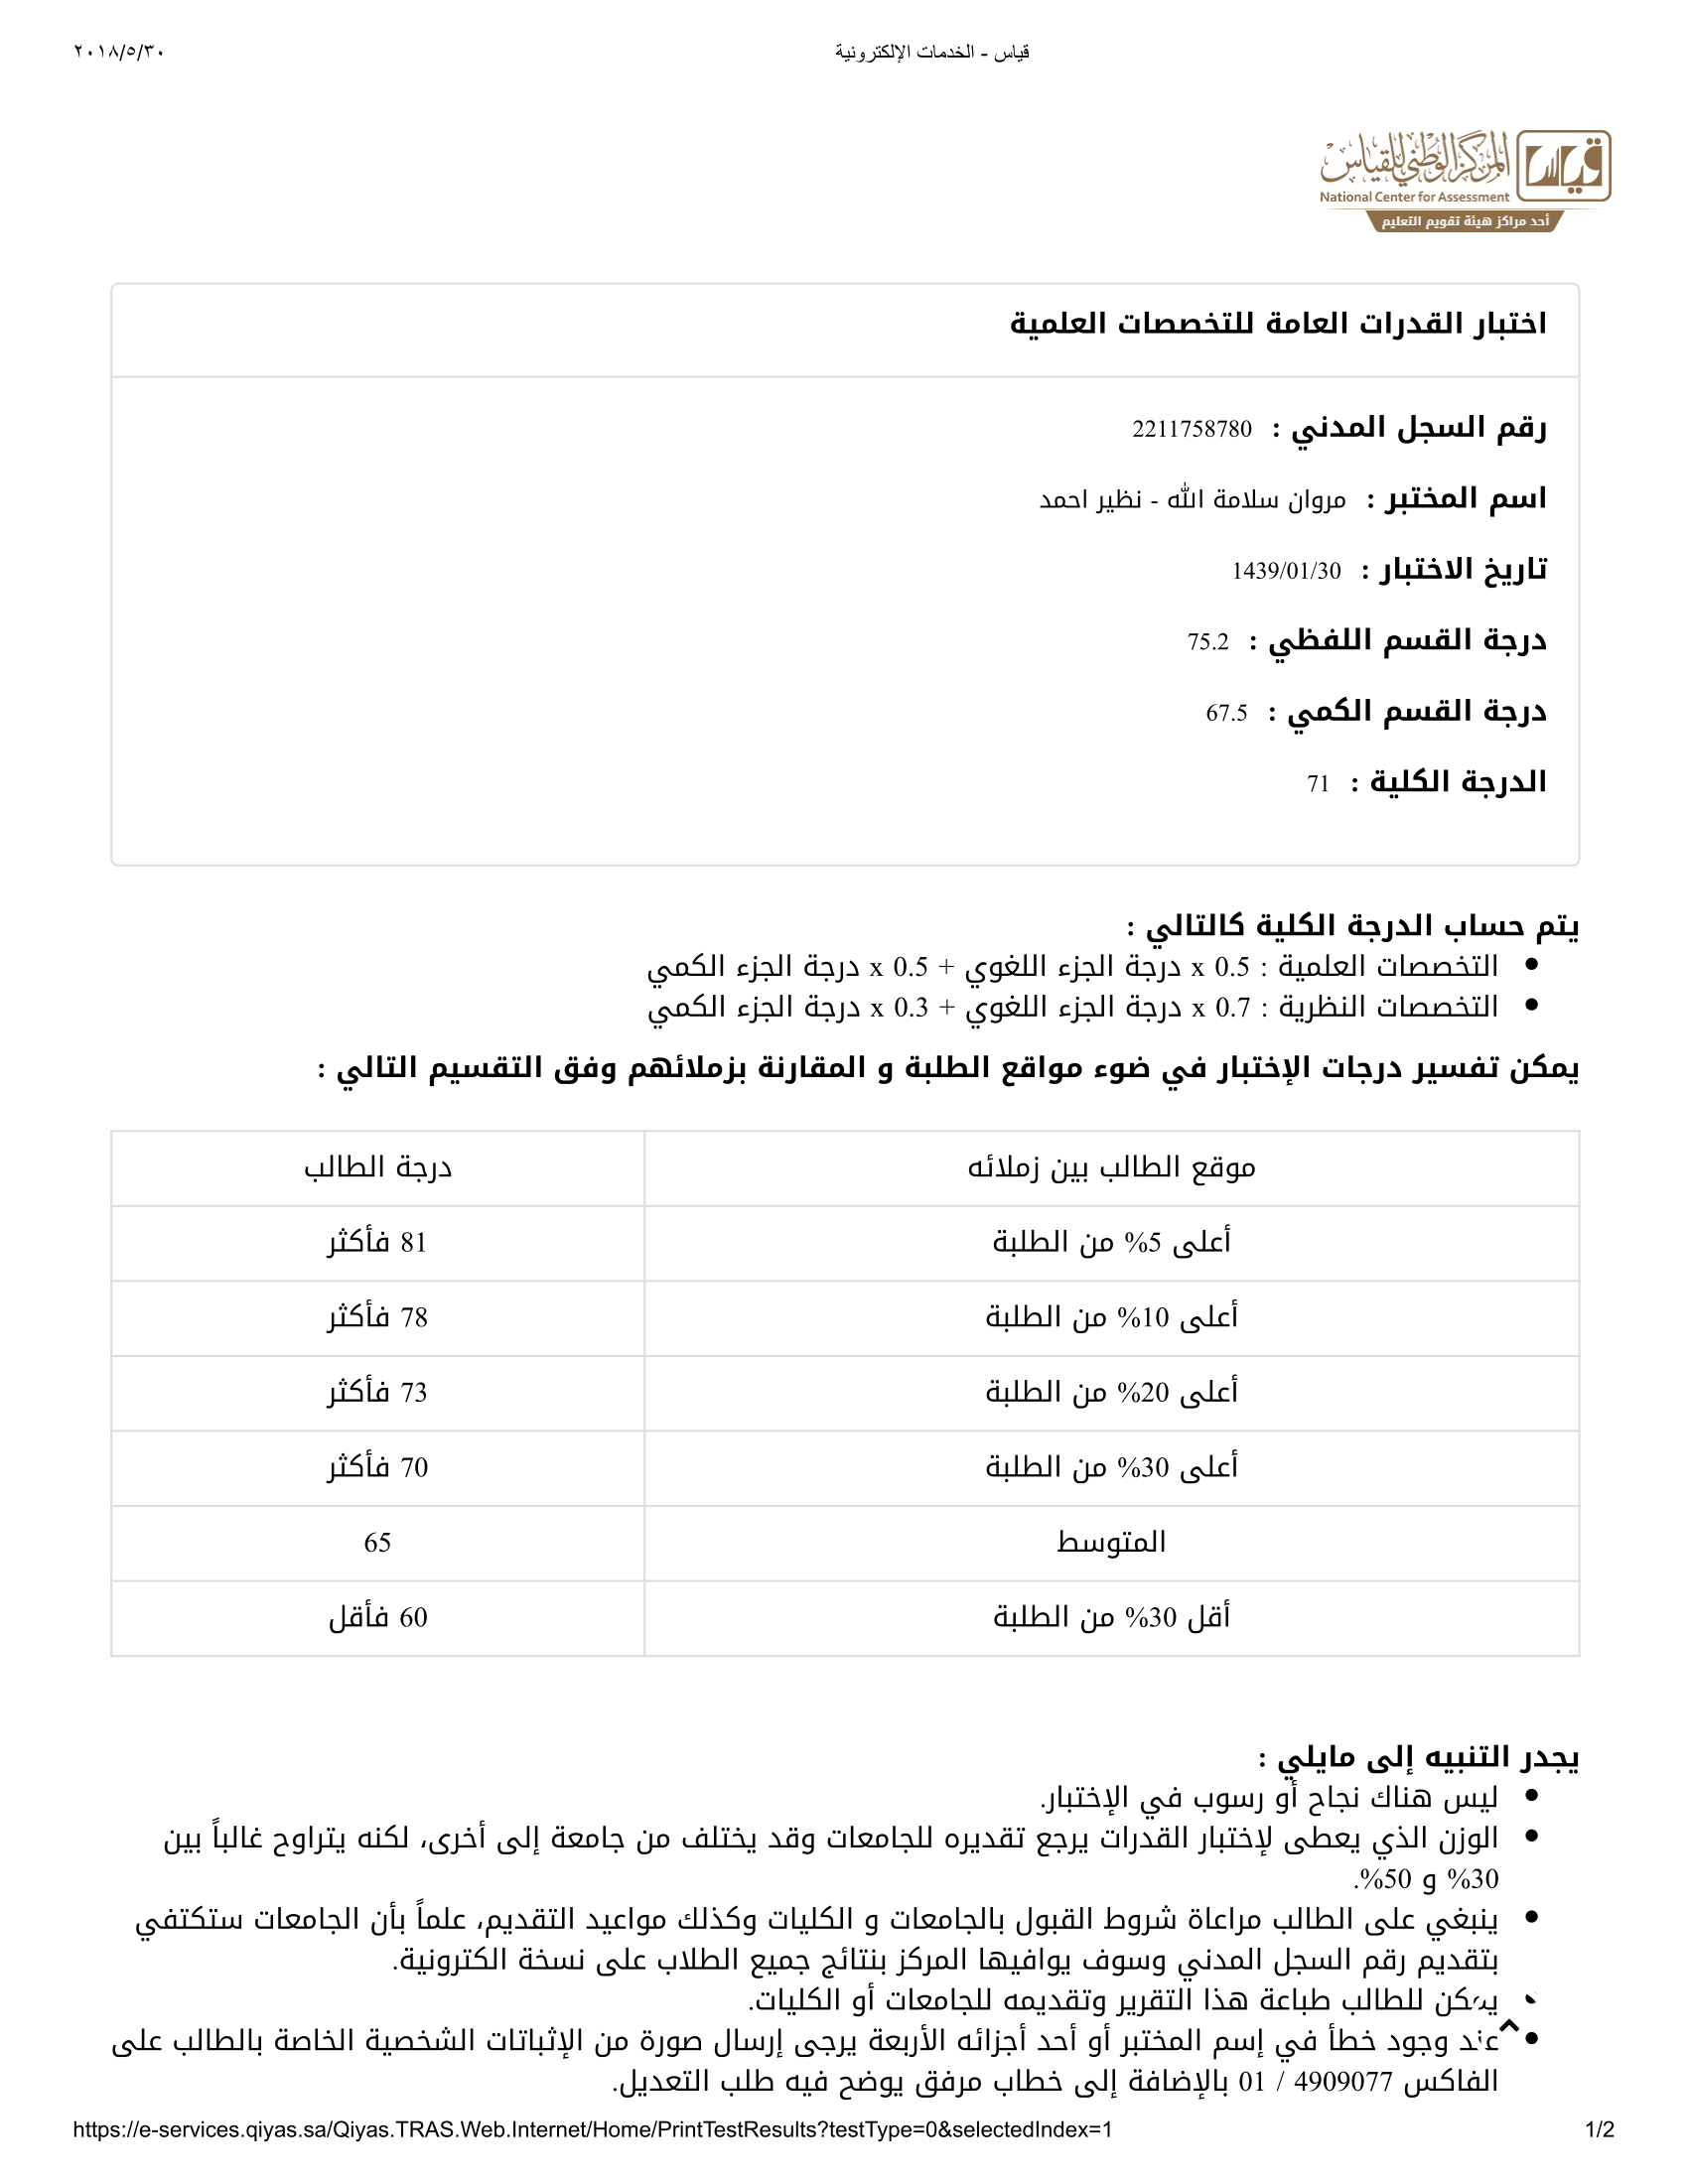 ٢٠١٨/٥/٣٠
قياس - الخدمات الإلكترونية
قياس
المركز الوطني للقياس
National Center for Assessment
أحد مراكز هيئة تقويم التعليم
اختبار القدرات العامة للتخصصات العلمية
رقم السجل المدني : 2211758780
اسم المختبر : مروان سلامة الله - نظير احمد
تاريخ الاختبار : 1439/01/30
درجة القسم اللفظي : 75.2
درجة القسم الكمي : 67.5
الدرجة الكلية : 71
يتم حساب الدرجة الكلية كالتالي :
• التخصصات العلمية : 0.5 x درجة الجزء اللغوي + 0.5 x درجة الجزء الكمي
• التخصصات النظرية : 0.7 x درجة الجزء اللغوي + 0.3 x درجة الجزء الكمي
يمكن تفسير درجات الإختبار في ضوء مواقع الطلبة و المقارنة بزملائهم وفق التقسيم التالي :
موقع الطالب بين زملائه درجة الطالب
أعلى 5% من الطلبة 81 فأكثر
أعلى 10% من الطلبة 78 فأكثر
أعلى 20% من الطلبة 73 فأكثر
أعلى 30% من الطلبة 70 فأكثر
المتوسط 65
أقل 30% من الطلبة 60 فأقل
يجدر التنبيه إلى مايلي :
• ليس هناك نجاح أو رسوب في الإختبار.
• الوزن الذي يعطى لإختبار القدرات يرجع تقديره للجامعات وقد يختلف من جامعة إلى أخرى، لكنه يتراوح غالباً بين
30% و 50%.
• ينبغي على الطالب مراعاة شروط القبول بالجامعات و الكليات وكذلك مواعيد التقديم، علماً بأن الجامعات ستكتفي
بتقديم رقم السجل المدني وسوف يوافيها المركز بنتائج جميع الطلاب على نسخة الكترونية.
• يمكن للطالب طباعة هذا التقرير وتقديمه للجامعات أو الكليات.
• عند وجود خطأ في إسم المختبر أو أحد أجزائه الأربعة يرجى إرسال صورة من الإثباتات الشخصية الخاصة بالطالب على
الفاكس 4909077 / 01 بالإضافة إلى خطاب مرفق يوضح فيه طلب التعديل.
https://e-services.qiyas.sa/Qiyas.TRAS.Web.Internet/Home/PrintTestResults?testType=0&selectedIndex=1
1/2